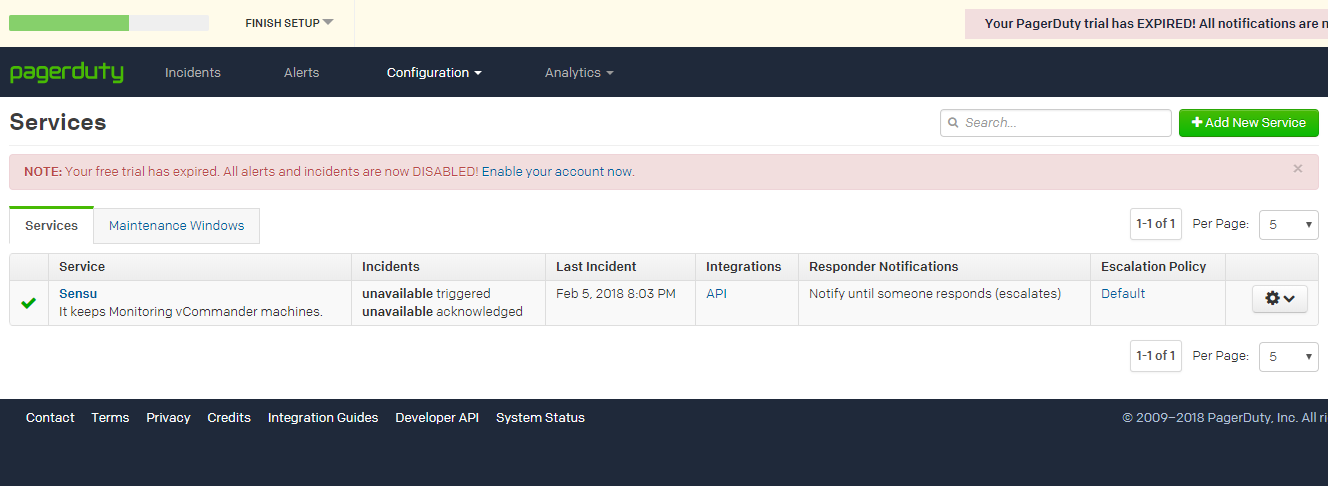 FINISH SETUP
Your PagerDuty trial has EXPIRED! All notifications are n
pagerduty
Incidents Alerts Configuration Analytics
Services
Search...
Add New Service
NOTE: Your free trial has expired. All alerts and incidents are now DISABLED! Enable your account now.
×
Services Maintenance Windows
1-1 of 1 Per Page: 5
Service Incidents Last Incident Integrations Responder Notifications Escalation Policy
Sensu unavailable triggered Feb 5, 2018 8:03 PM API Notify until someone responds (escalates) Default
It keeps Monitoring vCommander machines. unavailable acknowledged
1-1 of 1 Per Page: 5
Contact Terms Privacy Credits Integration Guides Developer API System Status
© 2009–2018 PagerDuty, Inc. All ri